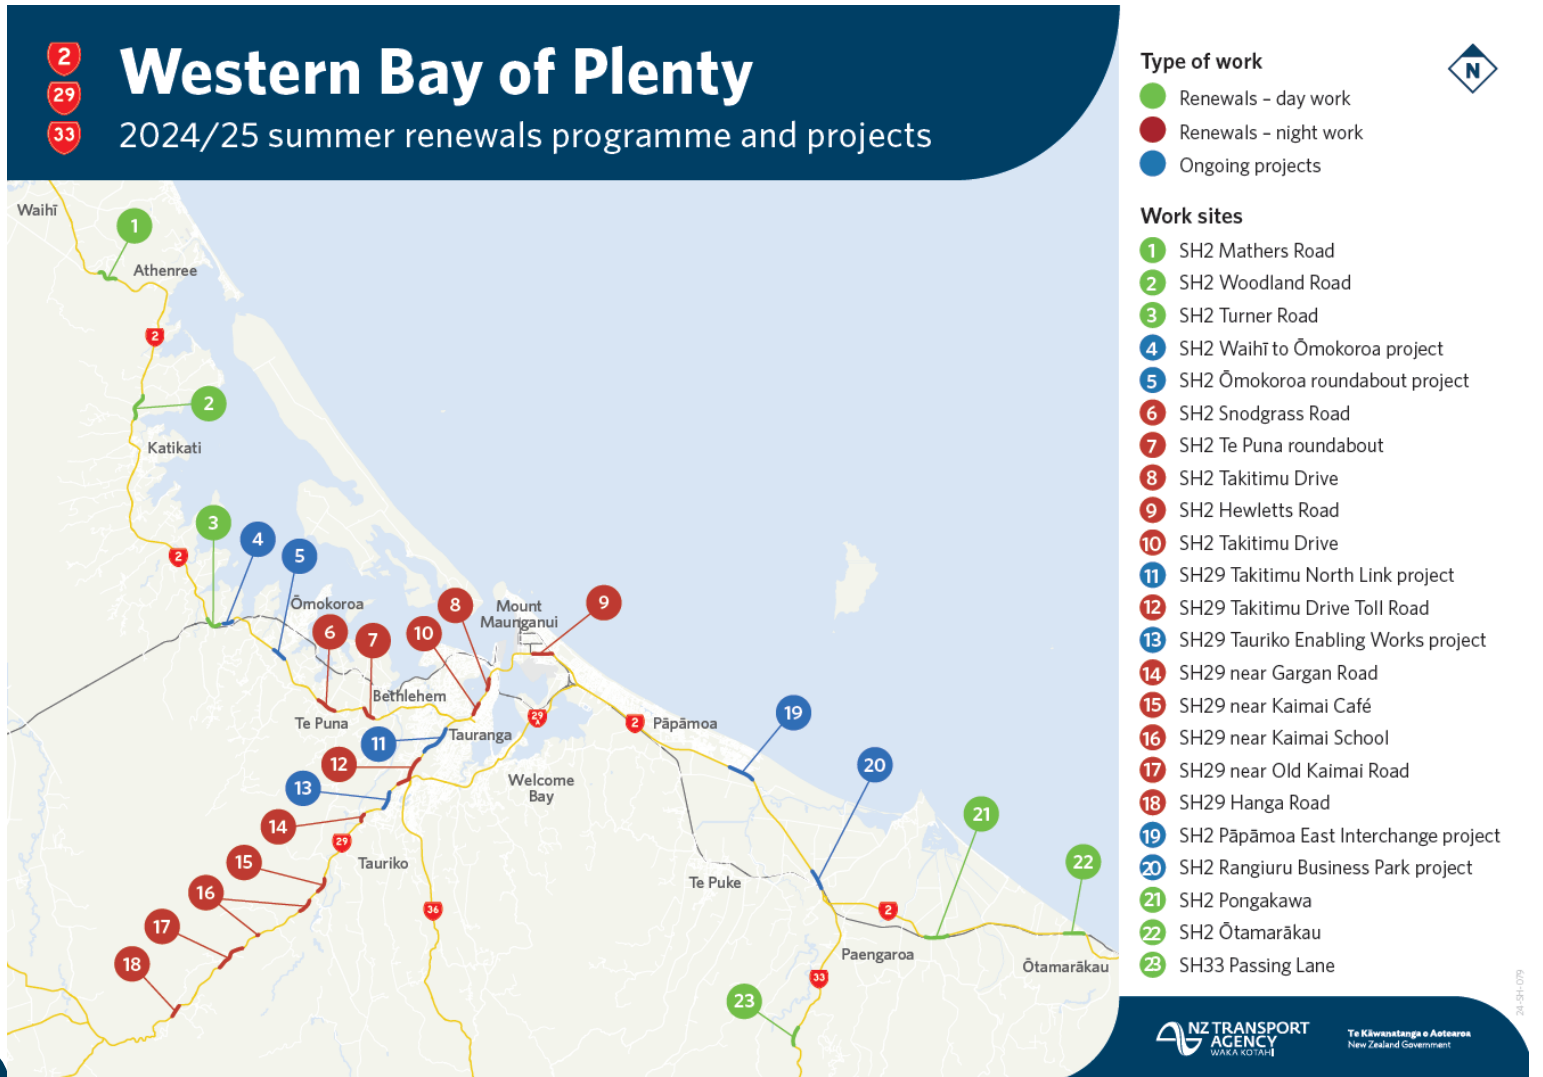 2
29
33
Western Bay of Plenty
2024/25 summer renewals programme and projects
N
Type of work
Renewals – day work
Renewals – night work
Ongoing projects
Work sites
1 SH2 Mathers Road
2 SH2 Woodland Road
3 SH2 Turner Road
4 SH2 Waihī to Ōmokoroa project
5 SH2 Ōmokoroa roundabout project
6 SH2 Snodgrass Road
7 SH2 Te Puna roundabout
8 SH2 Takitimu Drive
9 SH2 Hewletts Road
10 SH2 Takitimu Drive
11 SH29 Takitimu North Link project
12 SH29 Takitimu Drive Toll Road
13 SH29 Tauriko Enabling Works project
14 SH29 near Gargan Road
15 SH29 near Kaimai Café
16 SH29 near Kaimai School
17 SH29 near Old Kaimai Road
18 SH29 Hanga Road
19 SH2 Pāpāmoa East Interchange project
20 SH2 Rangiuru Business Park project
21 SH2 Pongakawa
22 SH2 Ōtamarākau
23 SH33 Passing Lane
Waihī
1
Athenree
2
2
Katikati
3
4
2
5
Ōmokoroa
8
Mount
Maunganui
9
6
7
10
Bethlehem
Te Puna
11
Tauranga
29
A
2
Pāpāmoa
19
12
13
Welcome
Bay
20
14
29
Tauriko
21
15
22
16
Te Puke
36
2
17
18
Paengaroa
Ōtamarākau
33
23
24-SH-079
NZ TRANSPORT
AGENCY
WAKA KOTAHI
Te Kāwanatanga o Aotearoa
New Zealand Government